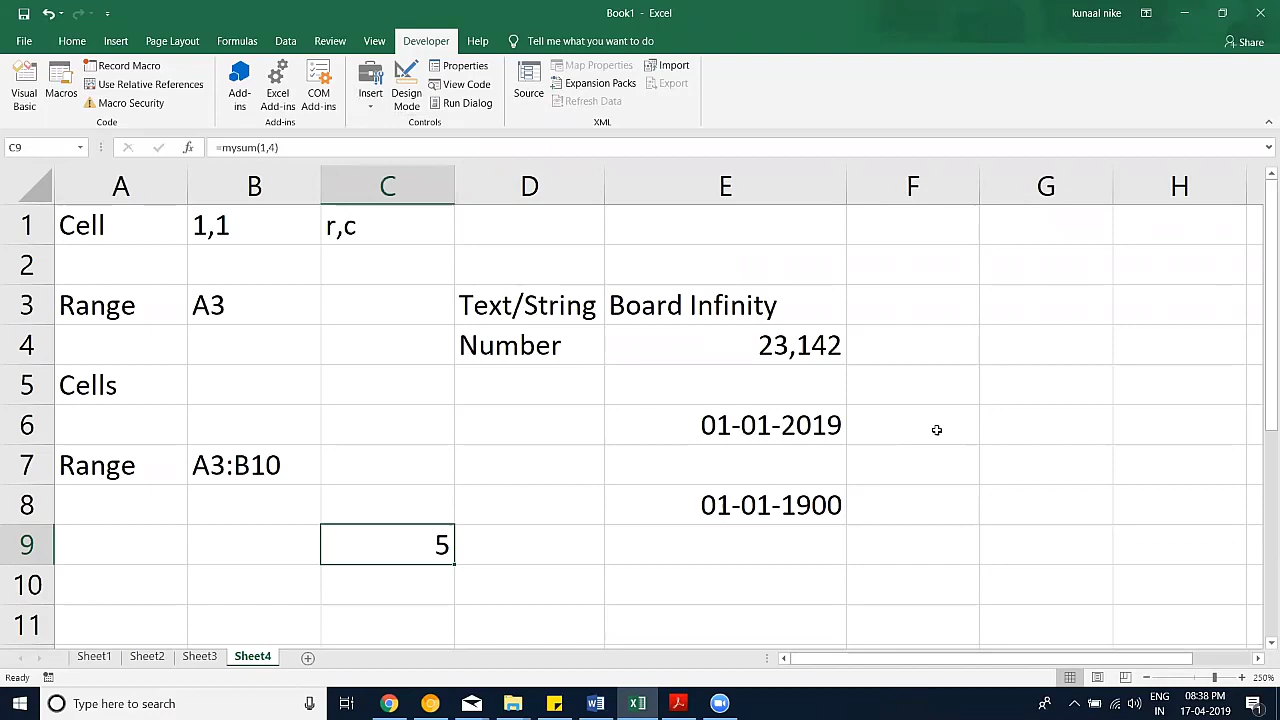 Book1 - Excel
kunaal nike
File Home Insert Page Layout Formulas Data Review View Developer Help Tell me what you want to do Share
Visual Basic
Macros
Record Macro
Use Relative References
Macro Security
Code
Add-ins
Excel Add-ins
COM Add-ins
Add-ins
Insert
Design Mode
Properties
View Code
Run Dialog
Controls
Source
Map Properties
Expansion Packs
Refresh Data
Import
Export
XML
C9 fx =mysum(1,4)
A B C D E F G H
1 Cell 1,1 r,c
2
3 Range A3 Text/String Board Infinity
4 Number 23,142
5 Cells
6 01-01-2019
7 Range A3:B10
8 01-01-1900
9 5
10
11
Sheet1 Sheet2 Sheet3 Sheet4
Ready 250%
Type here to search
ENG
IN
08:38 PM
17-04-2019